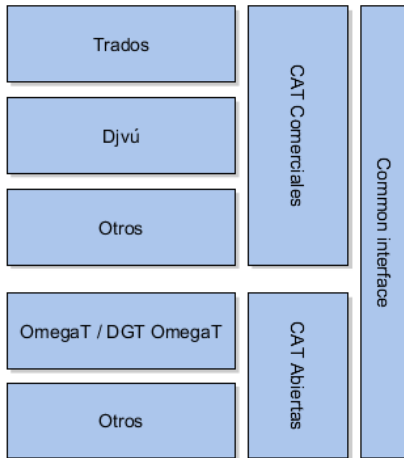 Trados
Djvú
Otros
CAT Comerciales
OmegaT / DGT OmegaT
Otros
CAT Abiertas
Common interface